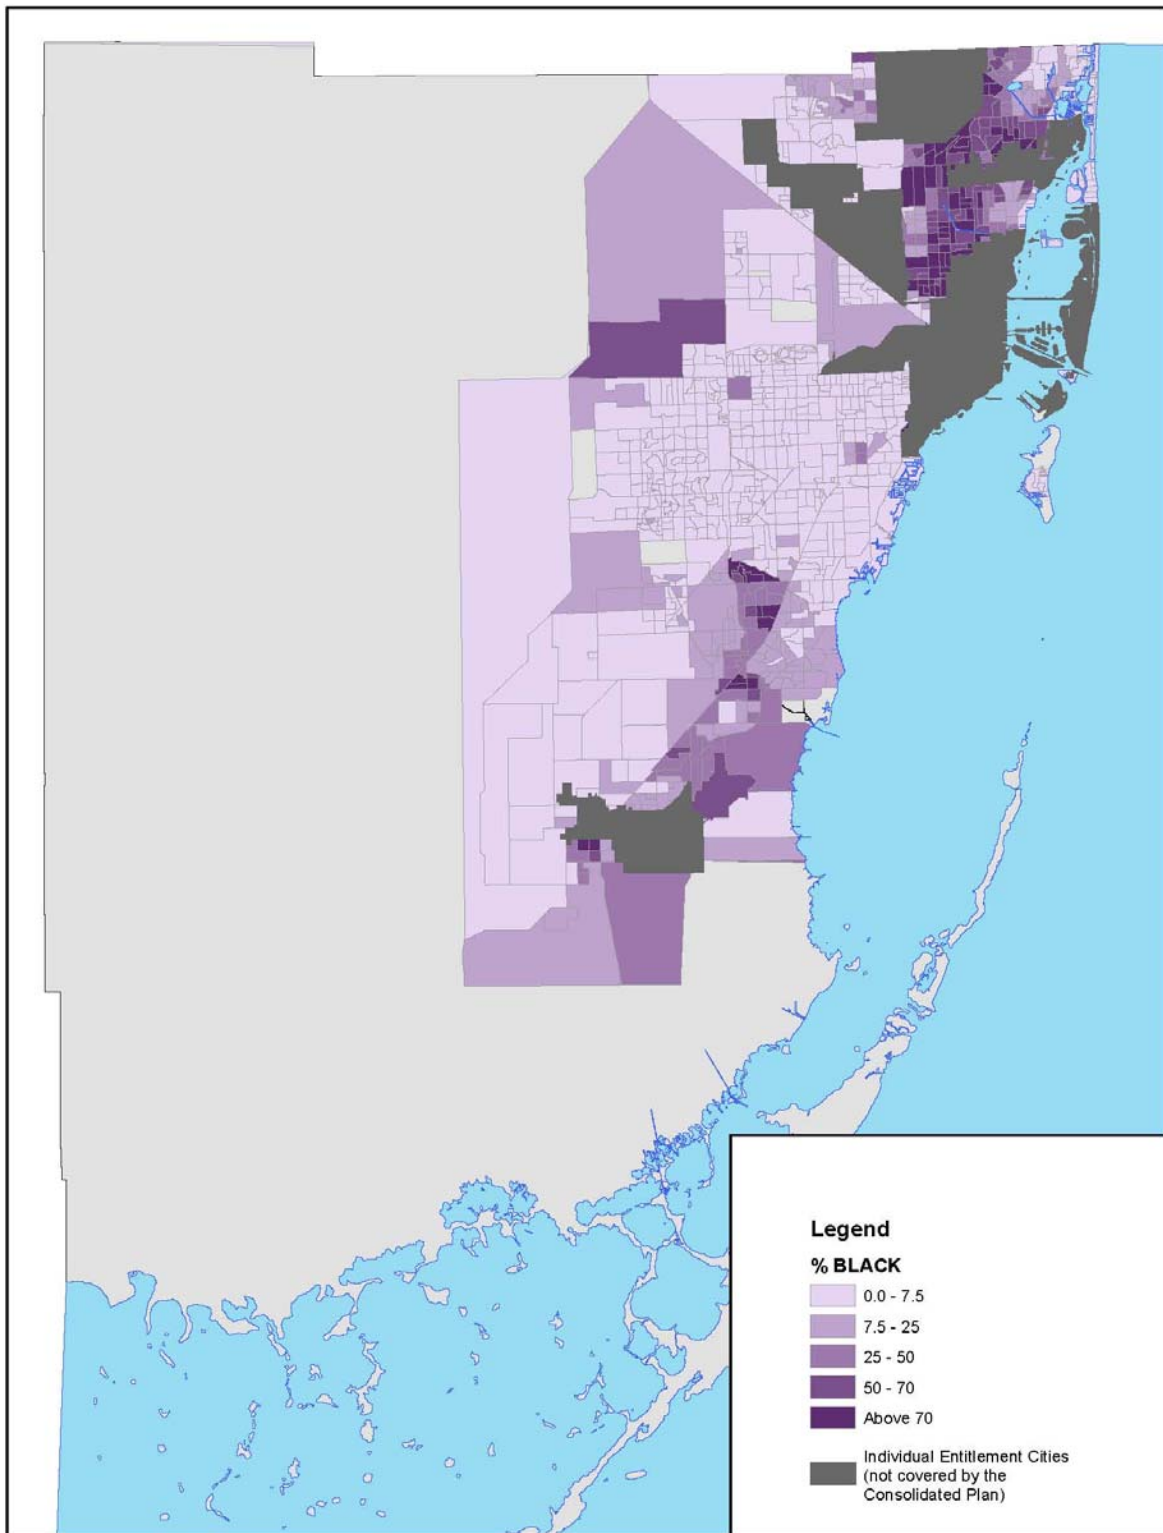 Legend
% BLACK
0.0 - 7.5
7.5 - 25
25 - 50
50 - 70
Above 70
Individual Entitlement Cities
(not covered by the
Consolidated Plan)